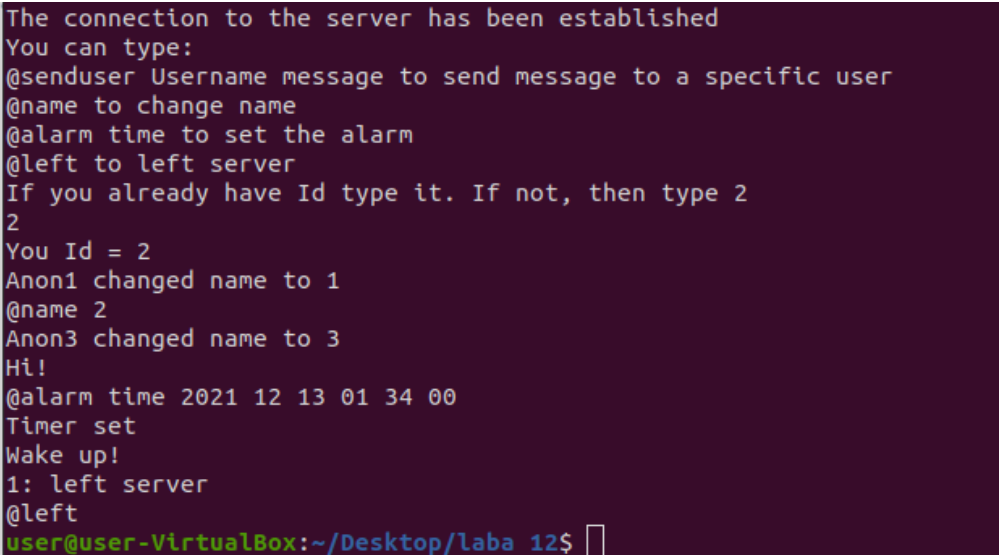 The connection to the server has been established
You can type:
@senduser Username message to send message to a specific user
@name to change name
@alarm time to set the alarm
@left to left server
If you already have Id type it. If not, then type 2
2
You Id = 2
Anon1 changed name to 1
@name 2
Anon3 changed name to 3
Hi!
@alarm time 2021 12 13 01 34 00
Timer set
Wake up!
1: left server
@left
user@user-VirtualBox:~/Desktop/laba 12$